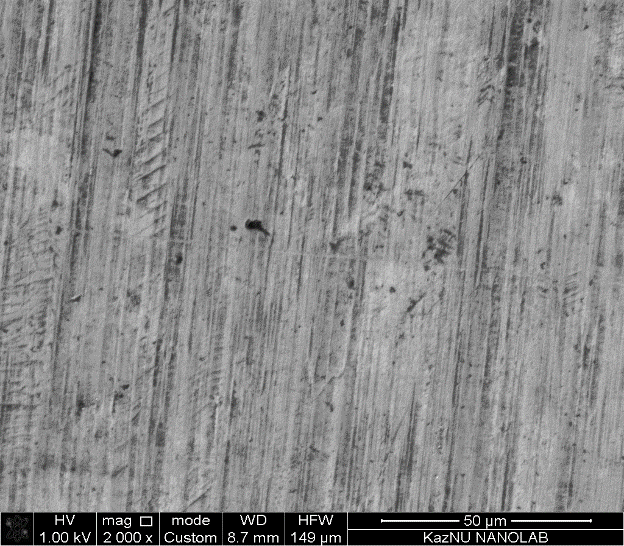 HV mag □ mode WD HFW 50 µm
1.00 kV 2 000 x Custom 8.7 mm 149 µm KazNU NANOLAB